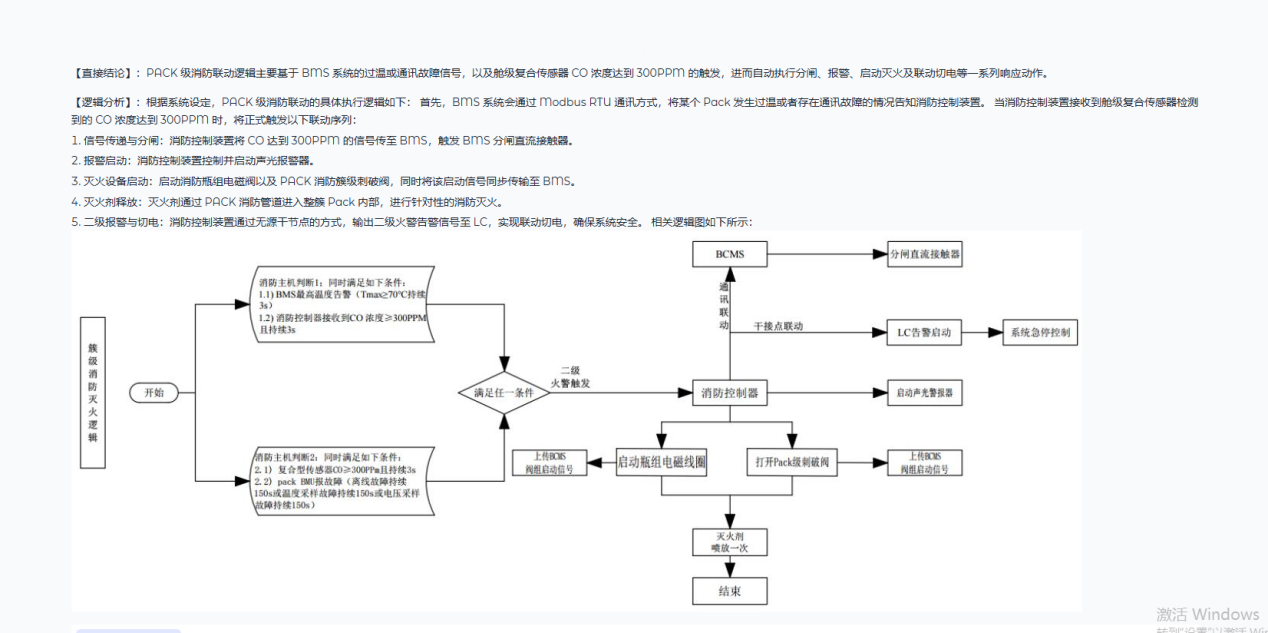 【直接结论】：PACK 级消防联动逻辑主要基于 BMS 系统的过温或通讯故障信号，以及舱级复合传感器 CO 浓度达到 300PPM 的触发，进而自动执行分闸、报警、启动灭火及联动切电等一系列响应动作。
【逻辑分析】：根据系统设定，PACK 级消防联动的具体执行逻辑如下： 首先，BMS 系统会通过 Modbus RTU 通讯方式，将某个 Pack 发生过温或者存在通讯故障的情况告知消防控制装置。 当消防控制装置接收到舱级复合传感器检测
到的 CO 浓度达到 300PPM 时，将正式触发以下联动序列：
1. 信号传递与分闸：消防控制装置将 CO 达到 300PPM 的信号传至 BMS，触发 BMS 分闸直流接触器。
2. 报警启动：消防控制装置控制并启动声光报警器。
3. 灭火设备启动：启动消防瓶组电磁阀以及 PACK 消防簇级刺破阀，同时将该启动信号同步传输至 BMS。
4. 灭火剂释放：灭火剂通过 PACK 消防管道进入整簇 Pack 内部，进行针对性的消防灭火。
5. 二级报警与切电：消防控制装置通过无源干节点的方式，输出二级火警告警信号至 LC，实现联动切电，确保系统安全。 相关逻辑图如下所示：
BCMS
分闸直流接触器
通讯联动
干接点联动
LC告警启动
系统急停控制
消防主机判断1：同时满足如下条件：
1.1) BMS最高温度告警（Tmax≥70℃持续
3s）
1.2) 消防控制器接收到CO 浓度≥300PPM
且持续3s
簇级消防灭火逻辑
开始
满足任一条件
二级
火警触发
消防控制器
启动声光警报器
消防主机判断2：同时满足如下条件：
2.1）复合型传感器CO≥300PPm且持续3s
2.2）pack BMU报故障（离线故障持续
150s或温度采样故障持续150s或电压采样
故障持续150s）
上传BCMS
阀组启动信号
启动瓶组电磁线圈
打开Pack级刺破阀
上传BCMS
阀组启动信号
灭火剂
喷放一次
结束
激活 Windows
转到"设置"以激活 Win